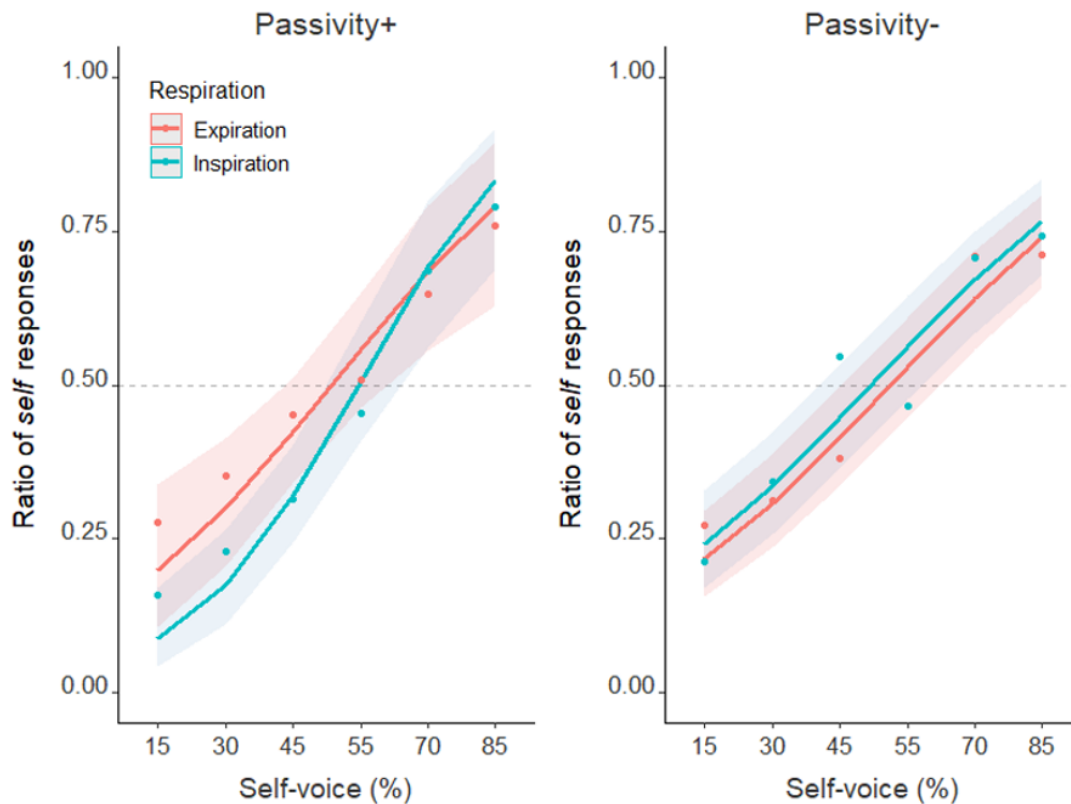 Passivity+
Passivity-
Respiration
Expiration
Inspiration
Ratio of self responses
1.00
0.75
0.50
0.25
0.00
15 30 45 55 70 85
Self-voice (%)
Ratio of self responses
1.00
0.75
0.50
0.25
0.00
15 30 45 55 70 85
Self-voice (%)